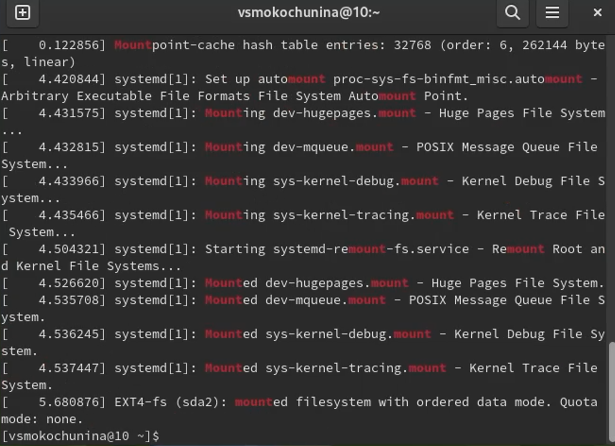 vsmokochunina@10:~
[    0.122856] Mountpoint-cache hash table entries: 32768 (order: 6, 262144 byte
s, linear)
[    4.420844] systemd[1]: Set up automount proc-sys-fs-binfmt_misc.automount -
Arbitrary Executable File Formats File System Automount Point.
[    4.431575] systemd[1]: Mounting dev-hugepages.mount - Huge Pages File System
...
[    4.432815] systemd[1]: Mounting dev-mqueue.mount - POSIX Message Queue File
System...
[    4.433966] systemd[1]: Mounting sys-kernel-debug.mount - Kernel Debug File S
ystem...
[    4.435466] systemd[1]: Mounting sys-kernel-tracing.mount - Kernel Trace File
 System...
[    4.504321] systemd[1]: Starting systemd-remount-fs.service - Remount Root an
d Kernel File Systems...
[    4.526620] systemd[1]: Mounted dev-hugepages.mount - Huge Pages File System.
[    4.535708] systemd[1]: Mounted dev-mqueue.mount - POSIX Message Queue File S
ystem.
[    4.536245] systemd[1]: Mounted sys-kernel-debug.mount - Kernel Debug File Sy
stem.
[    4.537447] systemd[1]: Mounted sys-kernel-tracing.mount - Kernel Trace File
System.
[    5.680876] EXT4-fs (sda2): mounted filesystem with ordered data mode. Quota
mode: none.
[vsmokochunina@10 ~]$